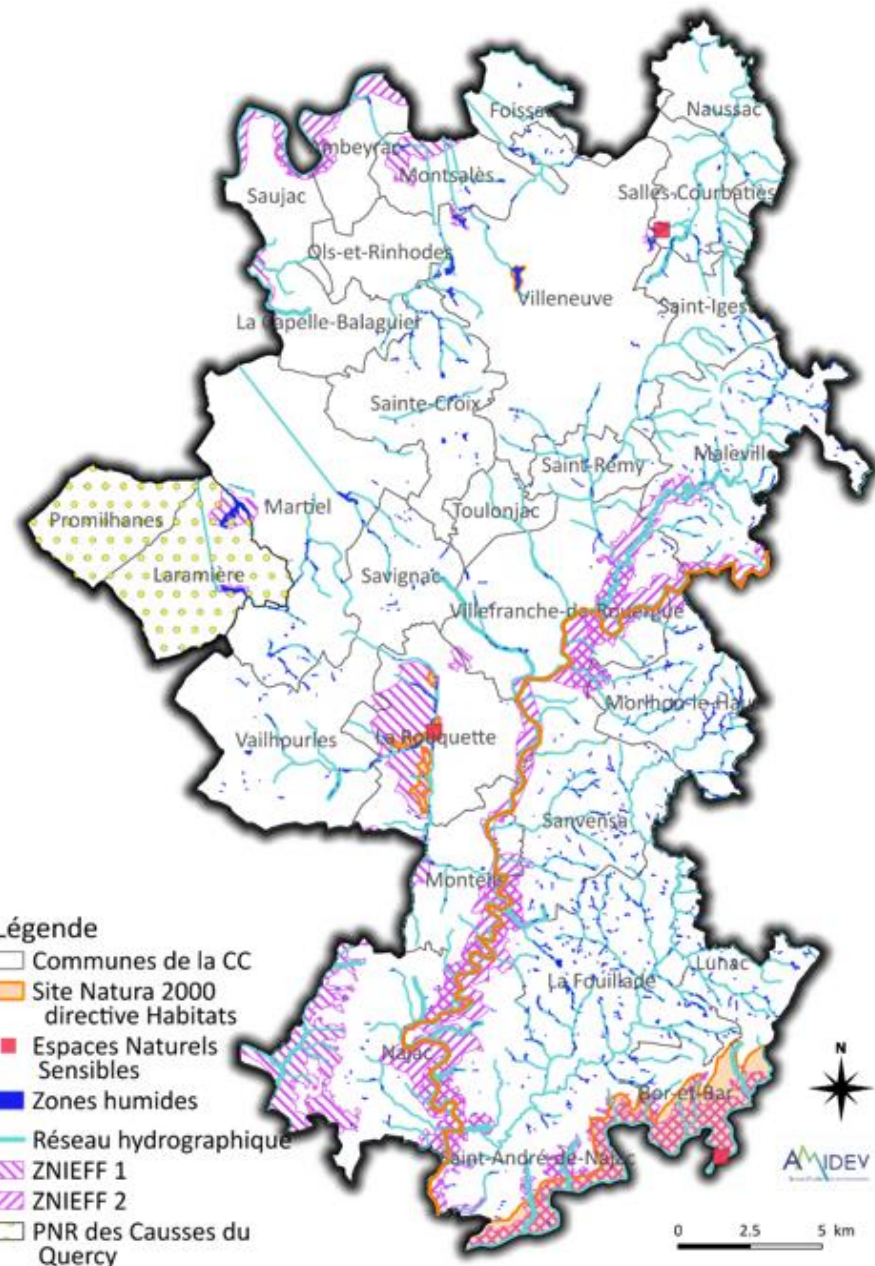 Foissac
Naussac
Ambeyrac
Montsalès
Saujac
Salles-Courbaties
Ols-et-Rinhodes
Villeneuve
Saint-Igest
La Capelle-Balaguier
Sainte-Croix
Saint-Rémy
Maleville
Promilhanes
Martiel
Toulonjac
Laramière
Savignac
Villefranche-de-Rouergue
Morlhon-le-Haut
Vailhourles
La Rouquette
Sanvensa
Monteils
Lunac
La Fouillade
Najac
Bor-et-Bar
Saint-André-de-Najac
Légende
Communes de la CC
Site Natura 2000
directive Habitats
Espaces Naturels
Sensibles
Zones humides
Réseau hydrographique
ZNIEFF 1
ZNIEFF 2
PNR des Causses du
Quercy
N
AMIDEV
0 2.5 5 km